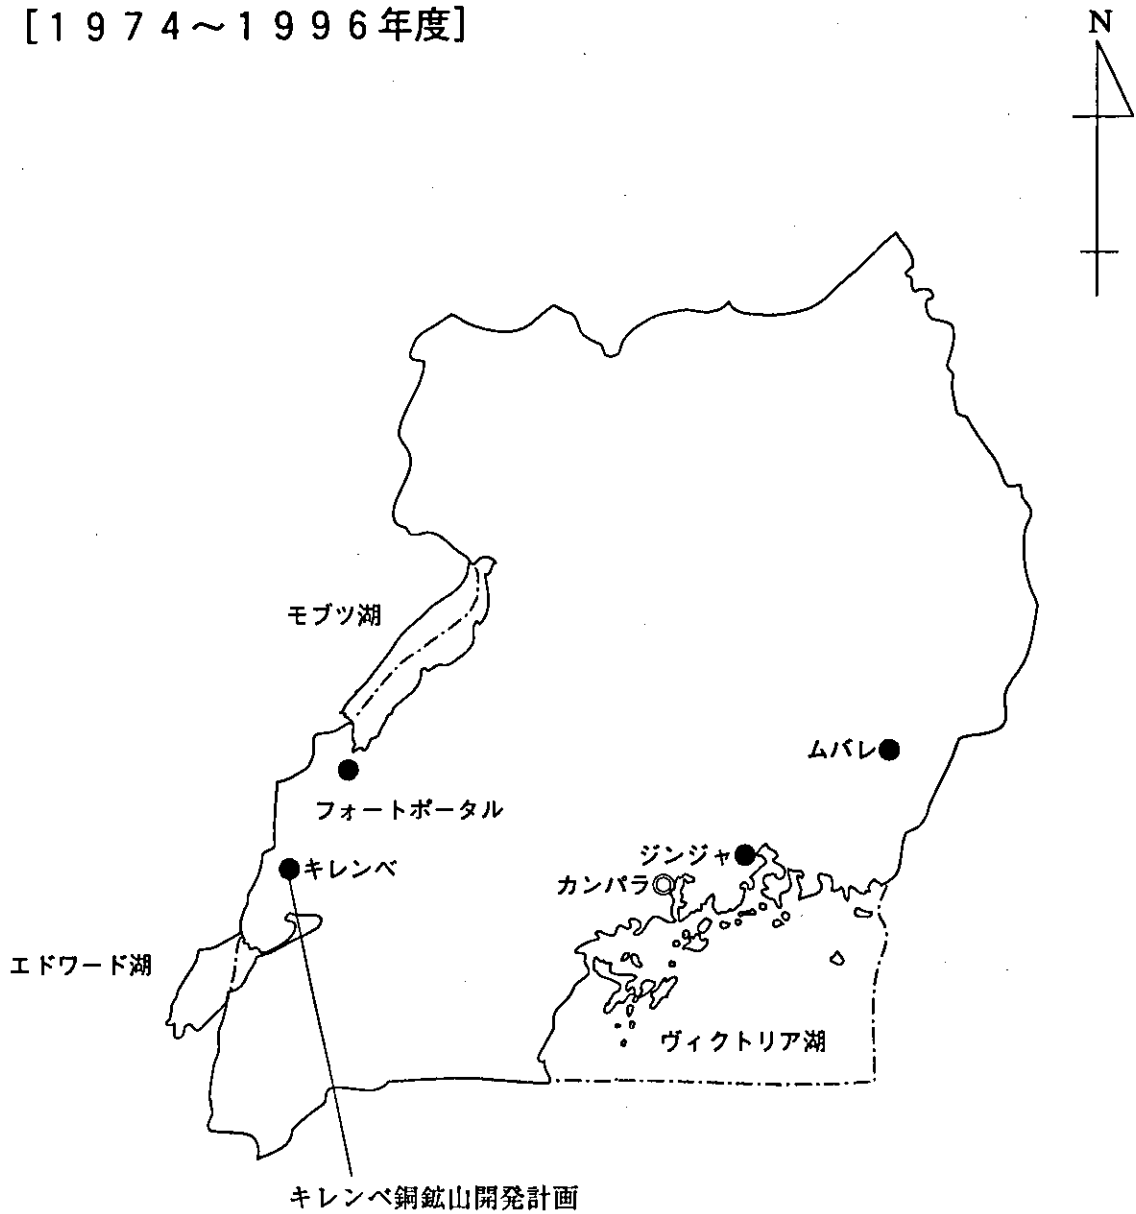 [1974~1996年度]
N
モブツ湖
ムバレ
フォートポータル
ジンジャ
キレンベ
カンパラ
エドワード湖
ヴィクトリア湖
キレンベ銅鉱山開発計画